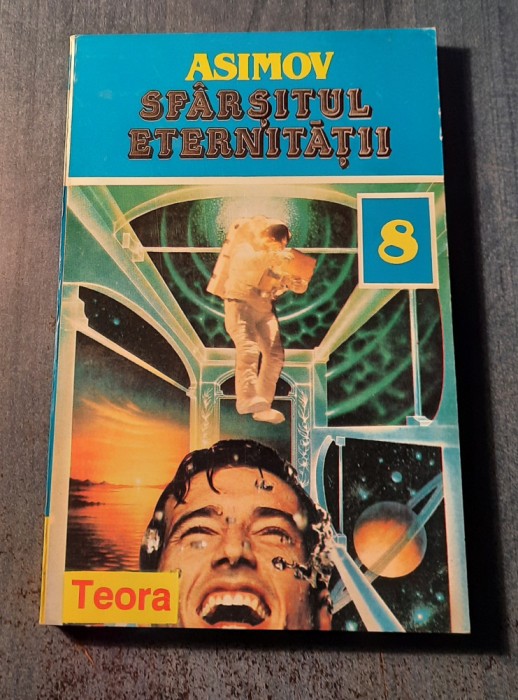 ASIMOV
SFÂRȘITUL
ETERNITĂȚII
8
Teora